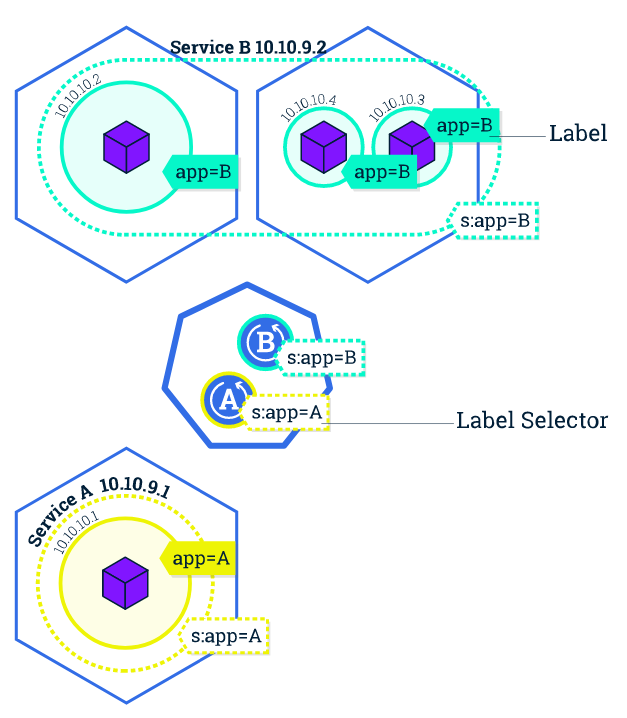 Service B 10.10.9.2
10.10.10.2
10.10.10.4
10.10.10.3
app=B
Label
app=B
app=B
s:app=B
B
s:app=B
A
s:app=A
Label Selector
Service A 10.10.9.1
10.10.10.1
app=A
s:app=A